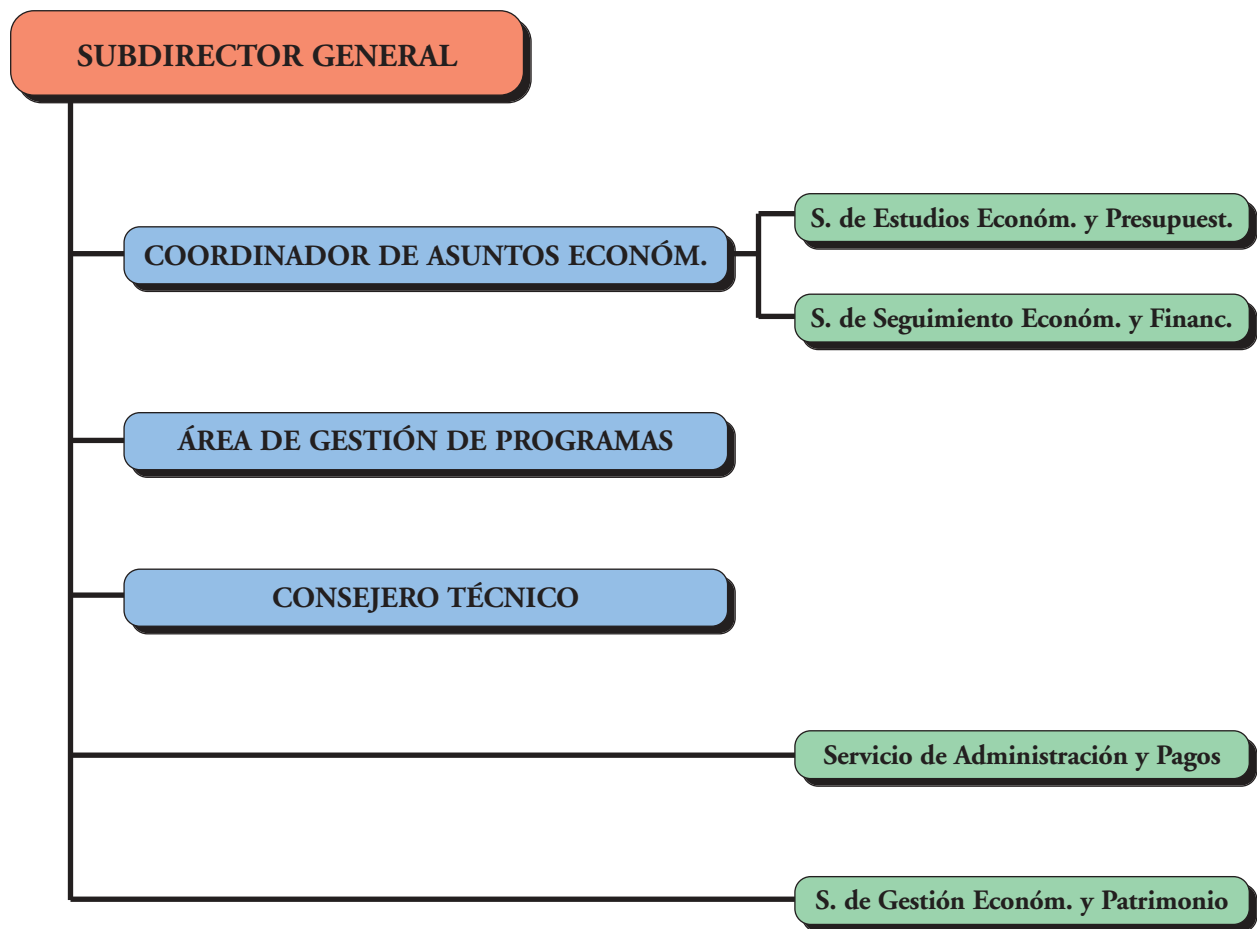 SUBDIRECTOR GENERAL
COORDINADOR DE ASUNTOS ECONÓM.
S. de Estudios Económ. y Presupuest.
S. de Seguimiento Económ. y Financ.
ÁREA DE GESTIÓN DE PROGRAMAS
CONSEJERO TÉCNICO
Servicio de Administración y Pagos
S. de Gestión Económ. y Patrimonio